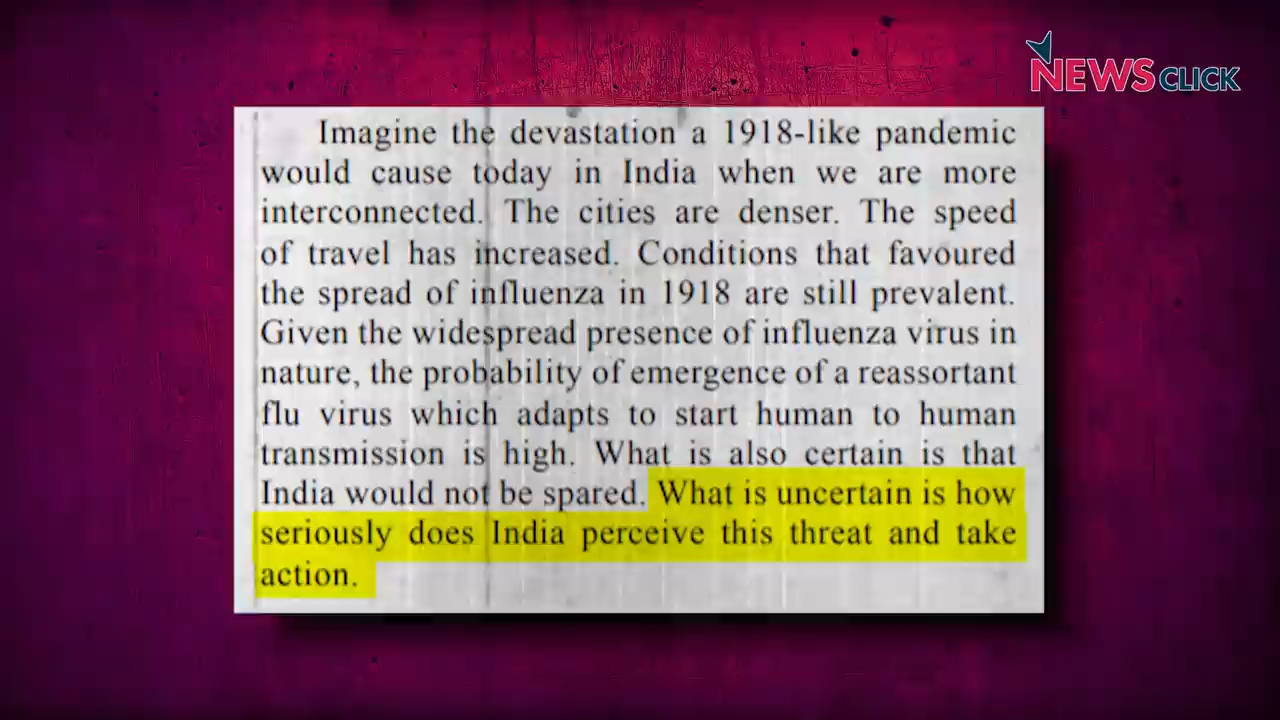 NEWSCLICK
Imagine the devastation a 1918-like pandemic
would cause today in India when we are more
interconnected. The cities are denser. The speed
of travel has increased. Conditions that favoured
the spread of influenza in 1918 are still prevalent.
Given the widespread presence of influenza virus in
nature, the probability of emergence of a reassortant
flu virus which adapts to start human to human
transmission is high. What is also certain is that
India would not be spared. What is uncertain is how
seriously does India perceive this threat and take
action.